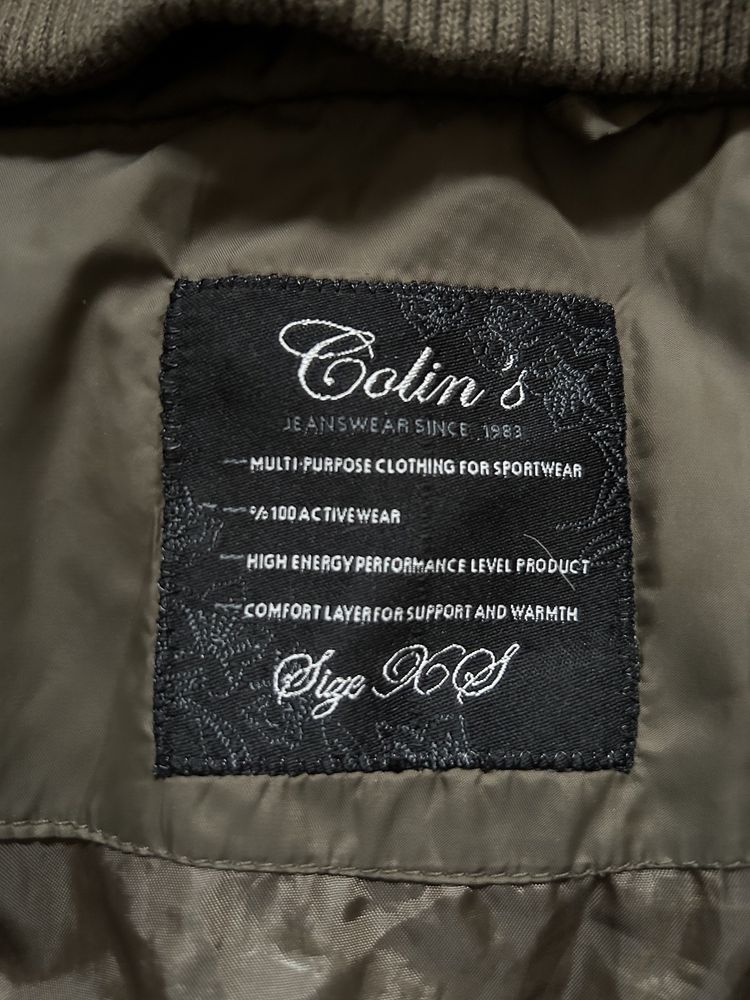 Colin's
JEANSWEAR SINCE 1983
MULTI-PURPOSE CLOTHING FOR SPORTWEAR
%100 ACTIVEWEAR
HIGH ENERGY PERFORMANCE LEVEL PRODUCT
COMFORT LAYER FOR SUPPORT AND WARMTH
Size XS